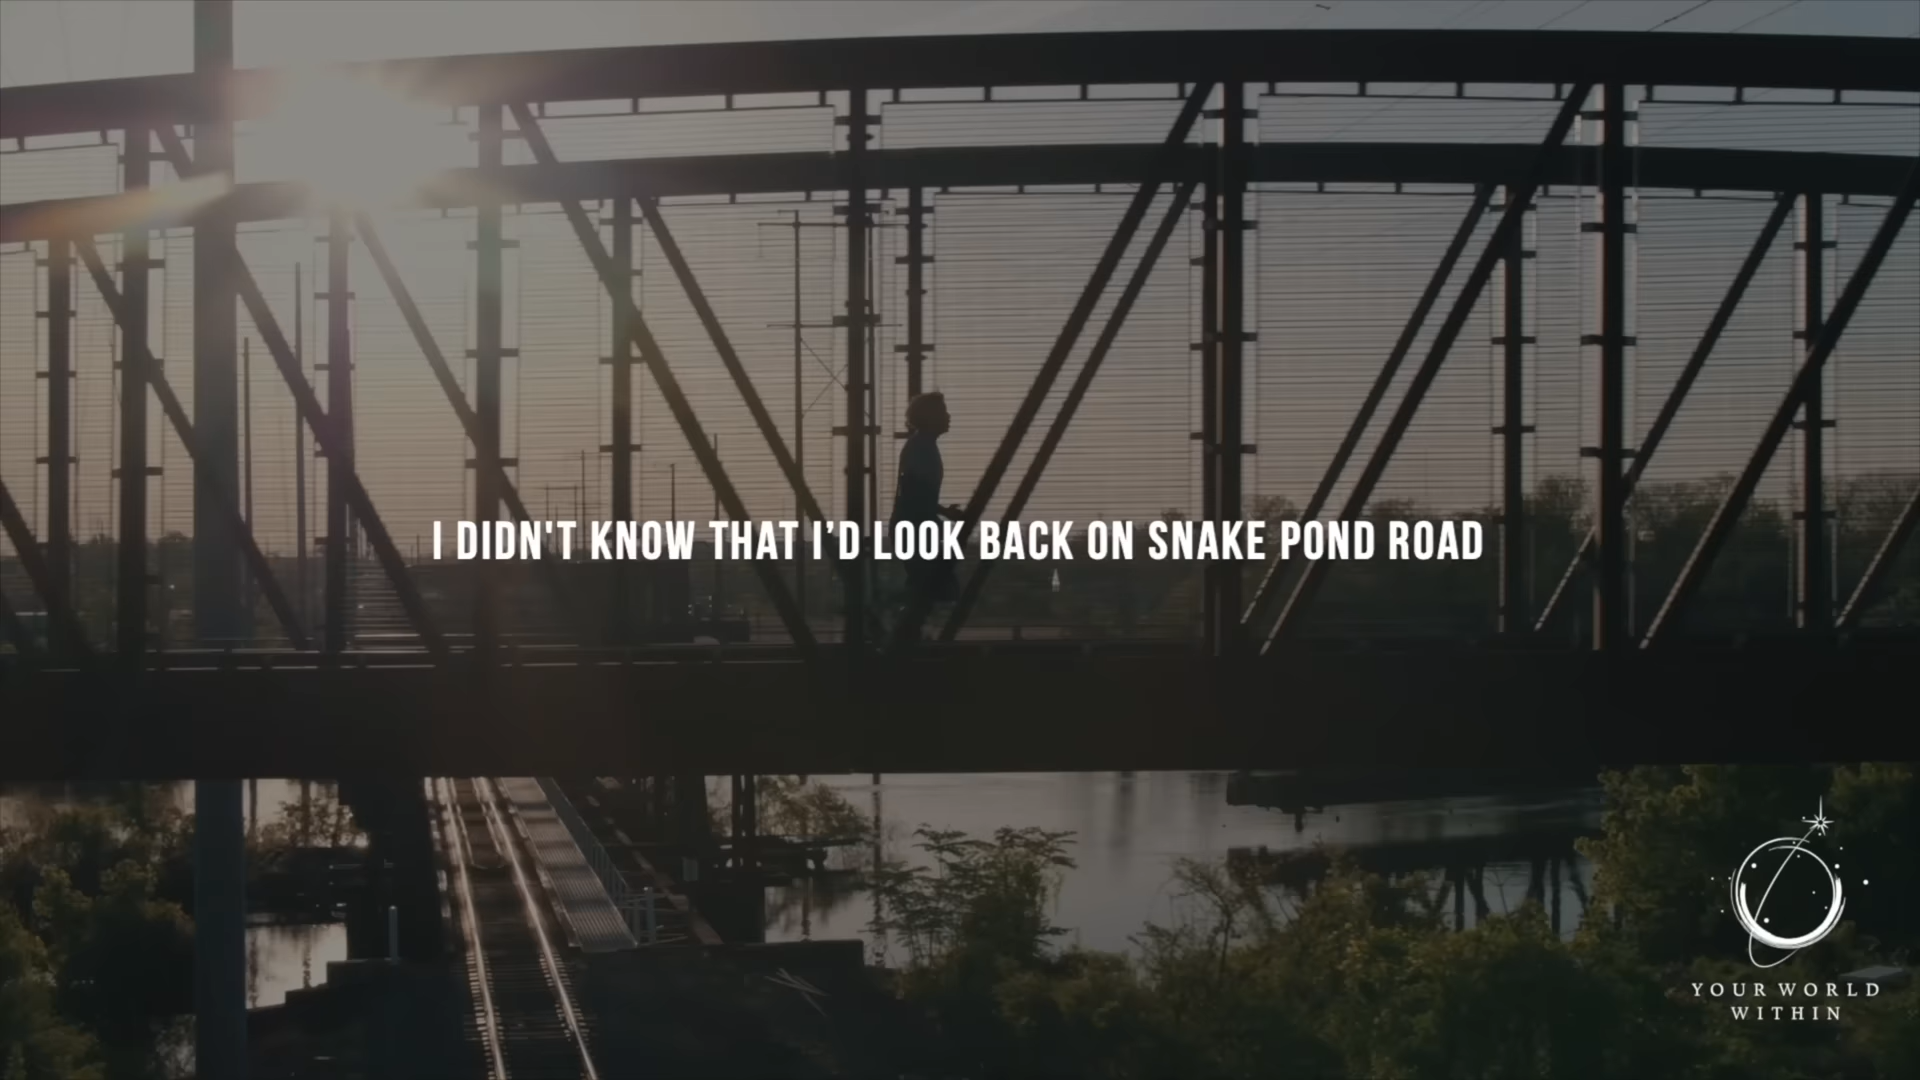 I DIDN'T KNOW THAT I’D LOOK BACK ON SNAKE POND ROAD
YOUR WORLD
WITHIN